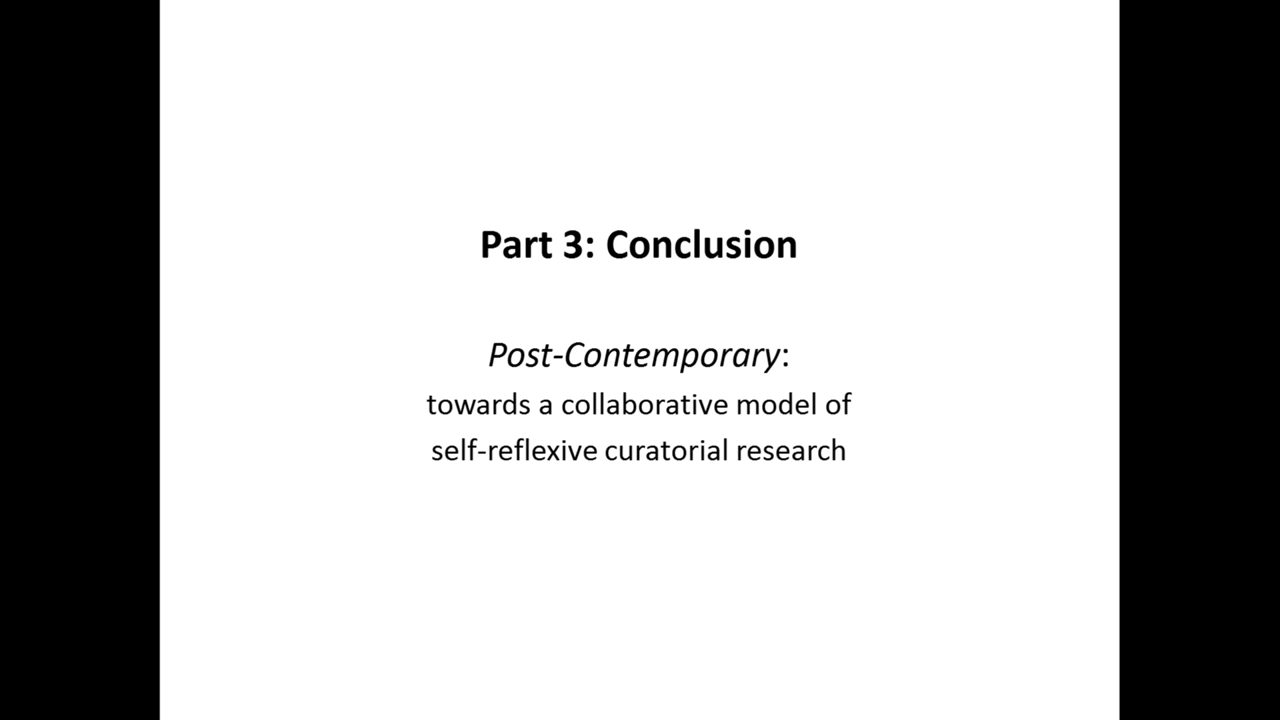 Part 3: Conclusion
Post-Contemporary:
towards a collaborative model of
self-reflexive curatorial research